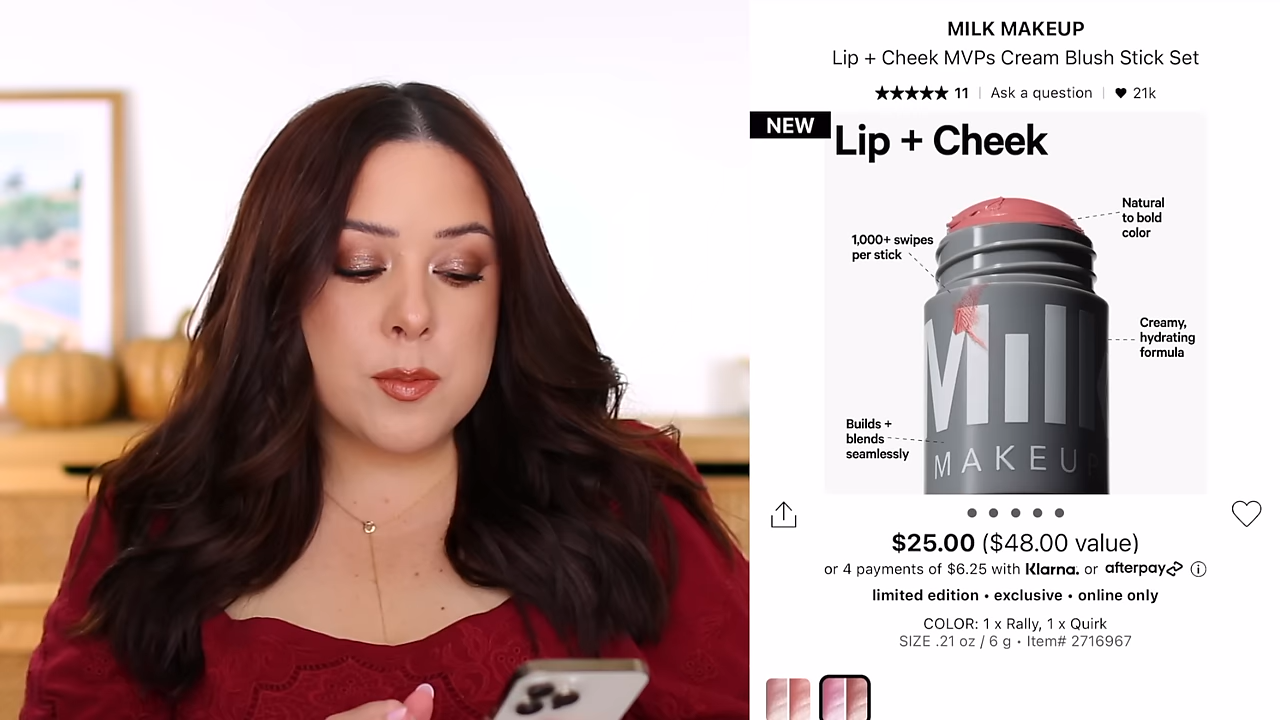 MILK MAKEUP
Lip + Cheek MVPs Cream Blush Stick Set
★★★★★ 11 | Ask a question | ♥ 21k
NEW
Lip + Cheek
Natural
to bold
color
1,000+ swipes
per stick
Creamy,
hydrating
formula
Builds +
blends
seamlessly
Milk
MAKEUP
$25.00 ($48.00 value)
or 4 payments of $6.25 with Klarna. or afterpay
limited edition • exclusive • online only
COLOR: 1 x Rally, 1 x Quirk
SIZE .21 oz / 6 g • Item# 2716967